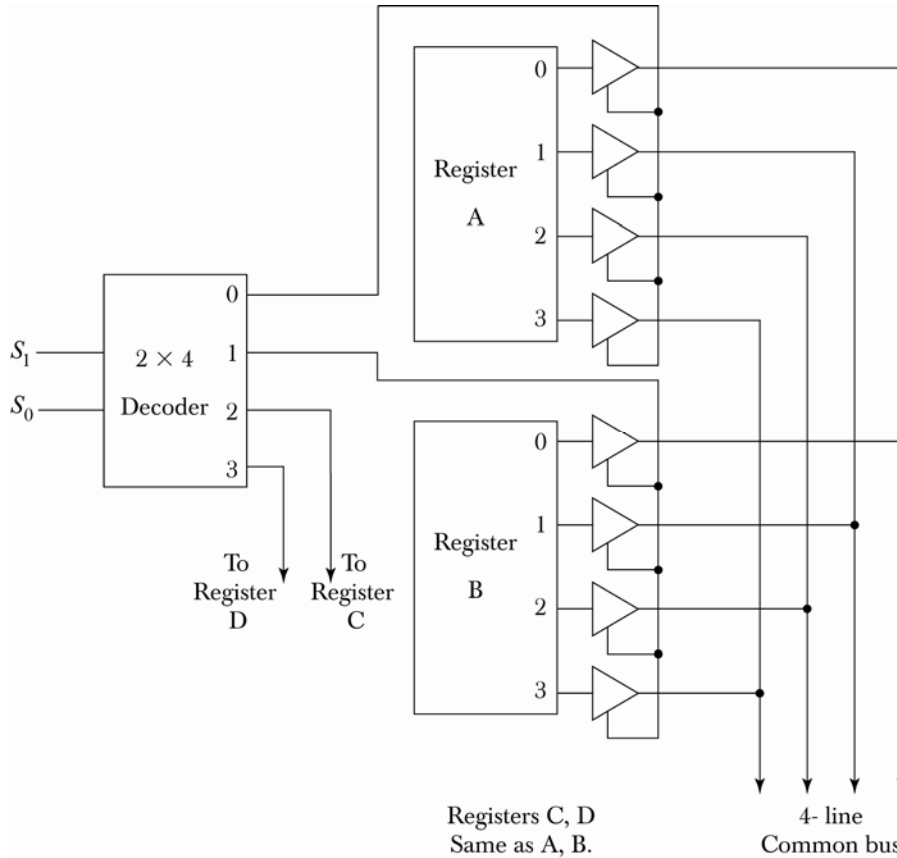 0
Register
A
1
2
3
S₁
S₀
2 × 4
Decoder
0
1
2
3
To
Register
D
To
Register
C
Register
B
0
1
2
3
Registers C, D
Same as A, B.
4- line
Common bus